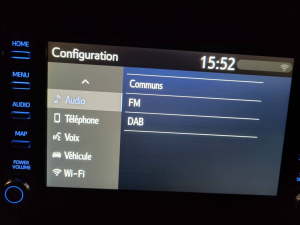 HOME
MENU
AUDIO
MAP
POWER
VOLUME
Configuration 15:52
Audio
Téléphone
Voix
Véhicule
Wi-Fi
Communs
FM
DAB